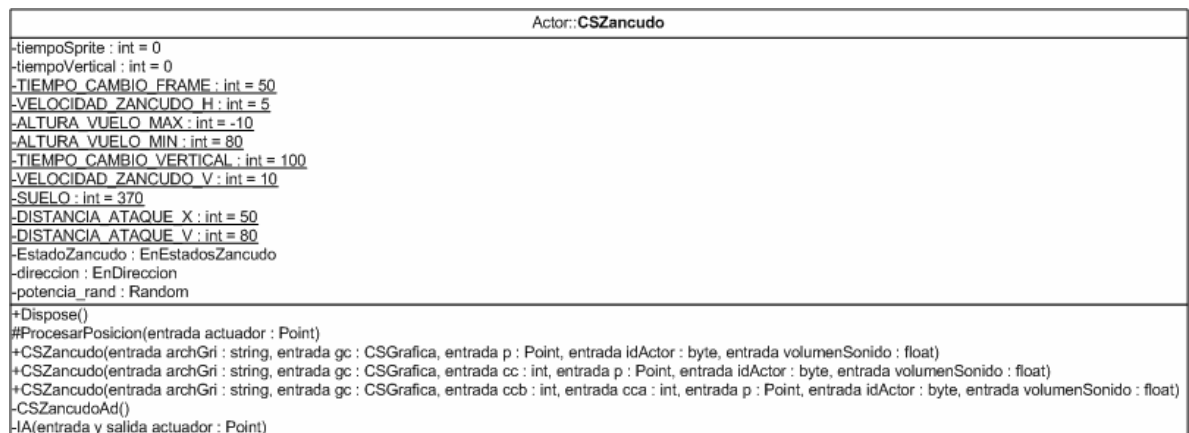 Actor::CSZancudo
-tiempoSprite : int = 0
-tiempoVertical : int = 0
-TIEMPO_CAMBIO_FRAME : int = 50
-VELOCIDAD_ZANCUDO_H : int = 5
-ALTURA_VUELO_MAX : int = -10
-ALTURA_VUELO_MIN : int = 80
-TIEMPO_CAMBIO_VERTICAL : int = 100
-VELOCIDAD_ZANCUDO_V : int = 10
-SUELO : int = 370
-DISTANCIA_ATAQUE_X : int = 50
-DISTANCIA_ATAQUE_V : int = 80
-EstadoZancudo : EnEstadosZancudo
-direccion : EnDireccion
-potencia_rand : Random
+Dispose()
#ProcesarPosicion(entrada actuador : Point)
+CSZancudo(entrada archGri : string, entrada gc : CSGrafica, entrada p : Point, entrada idActor : byte, entrada volumenSonido : float)
+CSZancudo(entrada archGri : string, entrada gc : CSGrafica, entrada cc : int, entrada p : Point, entrada idActor : byte, entrada volumenSonido : float)
+CSZancudo(entrada archGri : string, entrada gc : CSGrafica, entrada ccb : int, entrada cca : int, entrada p : Point, entrada idActor : byte, entrada volumenSonido : float)
-CSZancudoAd()
-IA(entrada y salida actuador : Point)